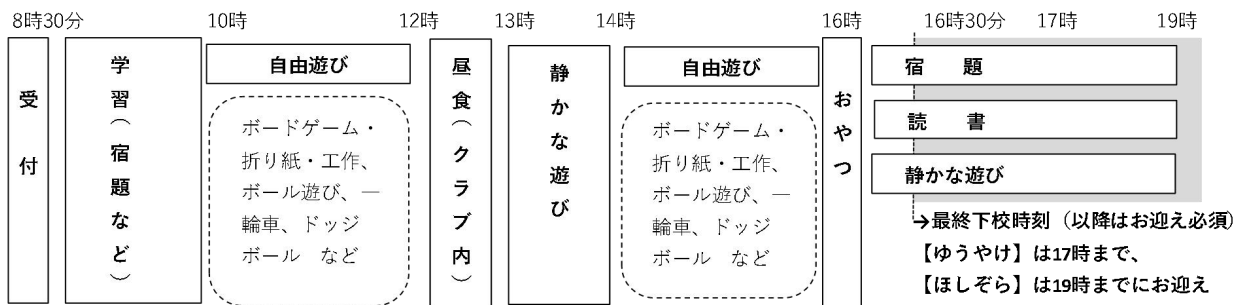 8時30分 10時 12時 13時 14時 16時 16時30分 17時 19時
受付
学習（宿題など）
自由遊び
ボードゲーム・
折り紙・工作、
ボール遊び、一
輪車、ドッジ
ボール など
昼食（クラブ内）
静かな遊び
自由遊び
ボードゲーム・
折り紙・工作、
ボール遊び、一
輪車、ドッジ
ボール など
おやつ
宿 題
読 書
静かな遊び
→最終下校時刻（以降はお迎え必須）
【ゆうやけ】は17時まで、
【ほしぞら】は19時までにお迎え